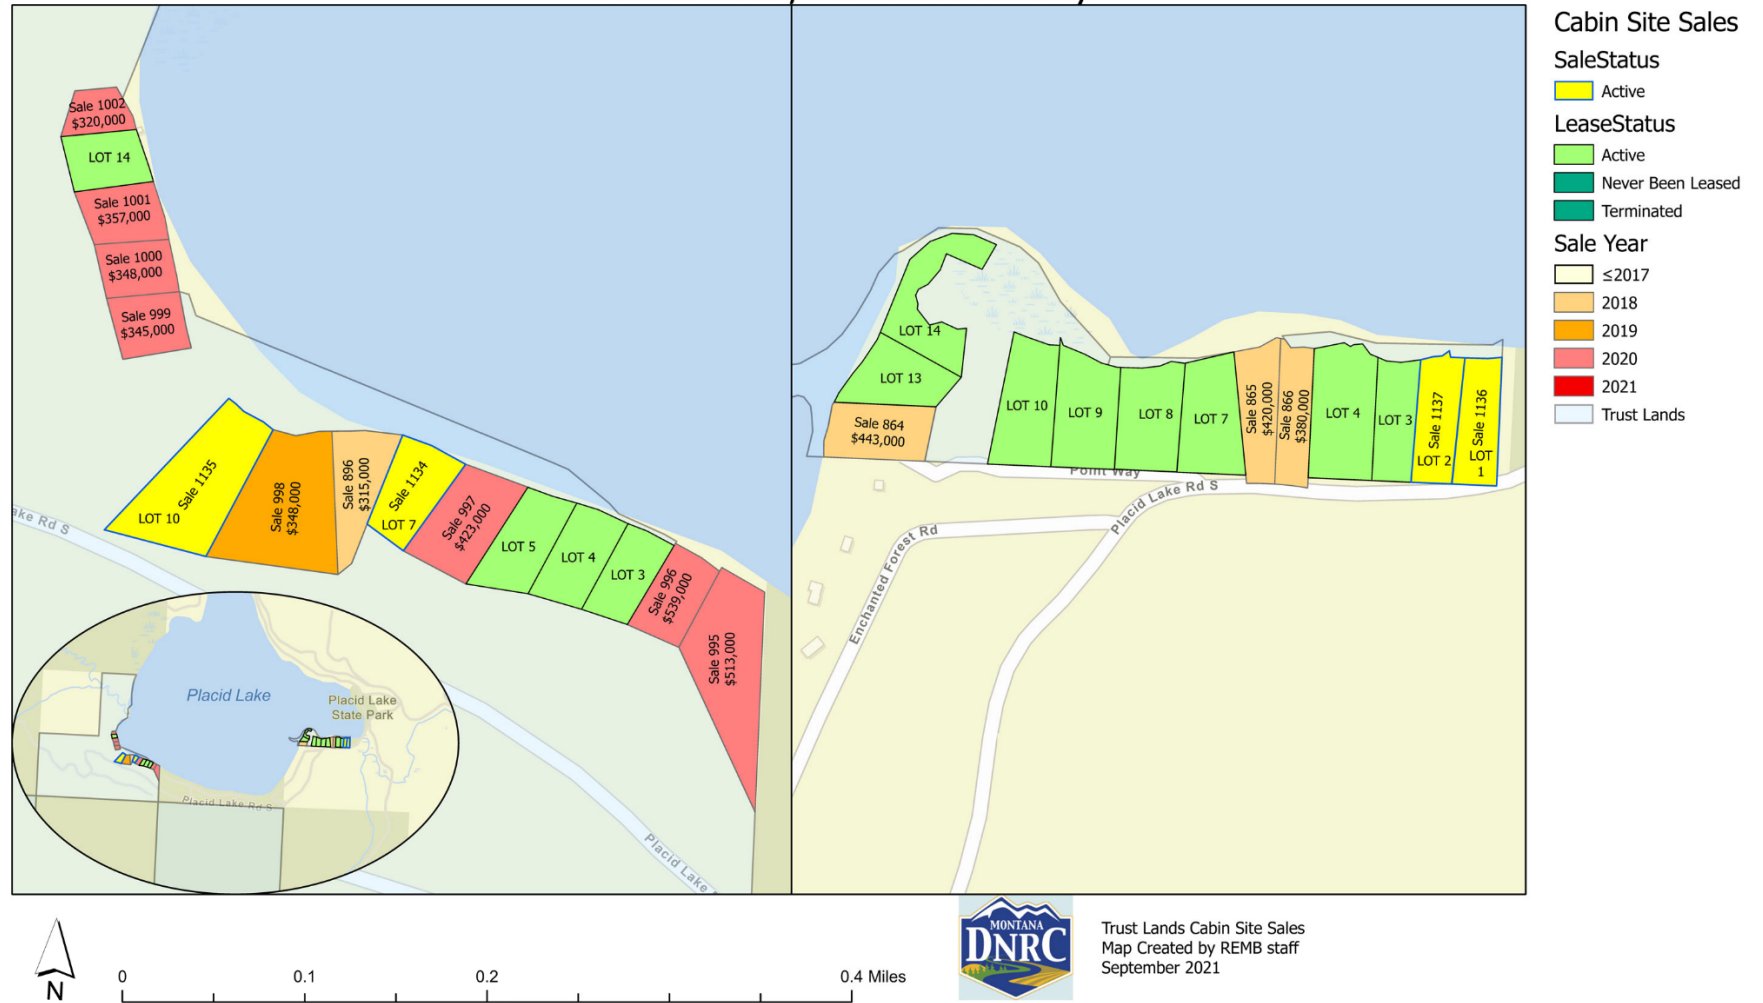 Sale 1002
$320,000
LOT 14
Sale 1001
$357,000
Sale 1000
$348,000
Sale 999
$345,000
Sale 1135
LOT 10
Sale 998
$348,000
Sale 896
$315,000
Sale 1134
LOT 7
Sale 997
$423,000
LOT 5
LOT 4
LOT 3
Sale 996
$539,000
Sale 995
$513,000
ake Rd S
Placid Lake
Placid Lake
Placid Lake
State Park
Placid Lake Rd S
LOT 14
LOT 13
Sale 864
$443,000
LOT 10
LOT 9
LOT 8
LOT 7
Sale 865
$420,000
Sale 866
$380,000
LOT 4
LOT 3
Sale 1137
LOT 2
Sale 1136
LOT
1
Point Way
Placid Lake Rd S
Enchanted Forest Rd
Cabin Site Sales
SaleStatus
Active
LeaseStatus
Active
Never Been Leased
Terminated
Sale Year
≤2017
2018
2019
2020
2021
Trust Lands
N
0 0.1 0.2 0.4 Miles
MONTANA
DNRC
Trust Lands Cabin Site Sales
Map Created by REMB staff
September 2021